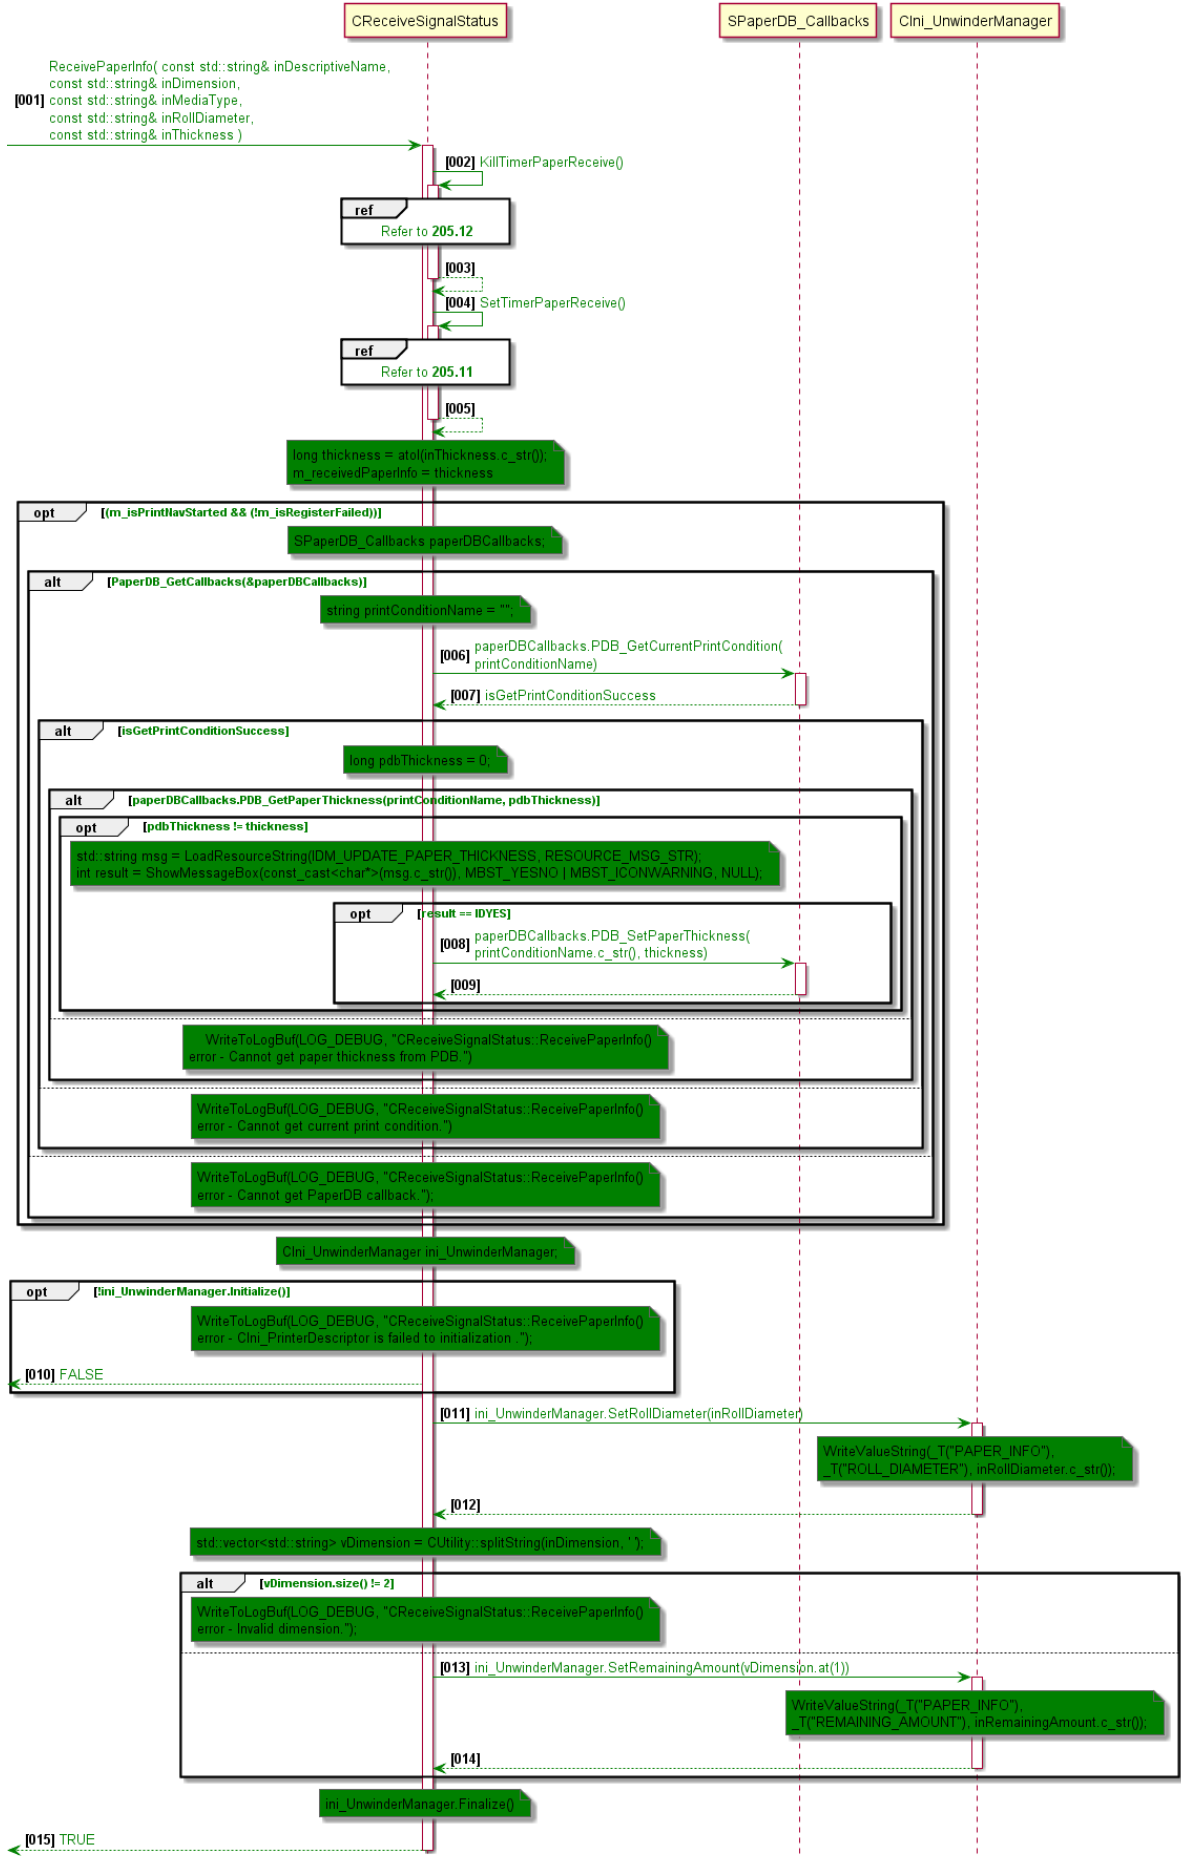 CReceiveSignalStatus
SPaperDB_Callbacks
CIni_UnwinderManager
ReceivePaperInfo( const std::string& inDescriptiveName,
const std::string& inDimension,
[001] const std::string& inMediaType,
const std::string& inRollDiameter,
const std::string& inThickness )
[002] KillTimerPaperReceive()
ref
Refer to 205.12
[003]
[004] SetTimerPaperReceive()
ref
Refer to 205.11
[005]
long thickness = atol(inThickness.c_str());
m_receivedPaperInfo = thickness
opt [(m_isPrintNavStarted && (!m_isRegisterFailed))]
SPaperDB_Callbacks paperDBCallbacks;
alt [PaperDB_GetCallbacks(&paperDBCallbacks)]
string printConditionName = "";
[006] paperDBCallbacks.PDB_GetCurrentPrintCondition(
printConditionName)
[007] isGetPrintConditionSuccess
alt [isGetPrintConditionSuccess]
long pdbThickness = 0;
alt [paperDBCallbacks.PDB_GetPaperThickness(printConditionName, pdbThickness)]
opt [pdbThickness != thickness]
std::string msg = LoadResourceString(IDM_UPDATE_PAPER_THICKNESS, RESOURCE_MSG_STR);
int result = ShowMessageBox(const_cast<char*>(msg.c_str()), MBST_YESNO | MBST_ICONWARNING, NULL);
opt [result == IDYES]
[008] paperDBCallbacks.PDB_SetPaperThickness(
printConditionName.c_str(), thickness)
[009]
WriteToLogBuf(LOG_DEBUG, "CReceiveSignalStatus::ReceivePaperInfo()
error - Cannot get paper thickness from PDB.")
WriteToLogBuf(LOG_DEBUG, "CReceiveSignalStatus::ReceivePaperInfo()
error - Cannot get current print condition.")
WriteToLogBuf(LOG_DEBUG, "CReceiveSignalStatus::ReceivePaperInfo()
error - Cannot get PaperDB callback.");
CIni_UnwinderManager ini_UnwinderManager;
opt [!ini_UnwinderManager.Initialize()]
WriteToLogBuf(LOG_DEBUG, "CReceiveSignalStatus::ReceivePaperInfo()
error - CIni_PrinterDescriptor is failed to initialization .");
[010] FALSE
[011] ini_UnwinderManager.SetRollDiameter(inRollDiameter)
WriteValueString(_T("PAPER_INFO"),
_T("ROLL_DIAMETER"), inRollDiameter.c_str());
[012]
std::vector<std::string> vDimension = CUtility::splitString(inDimension, ' ');
alt [vDimension.size() != 2]
WriteToLogBuf(LOG_DEBUG, "CReceiveSignalStatus::ReceivePaperInfo()
error - Invalid dimension.");
[013] ini_UnwinderManager.SetRemainingAmount(vDimension.at(1))
WriteValueString(_T("PAPER_INFO"),
_T("REMAINING_AMOUNT"), inRemainingAmount.c_str());
[014]
ini_UnwinderManager.Finalize()
[015] TRUE